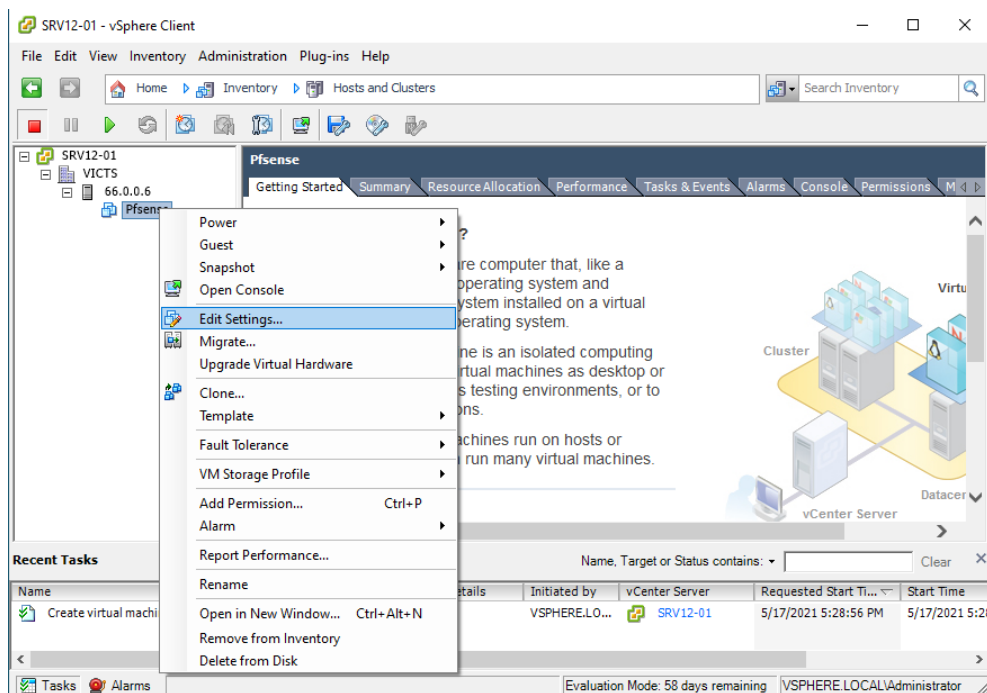 SRV12-01 - vSphere Client
File Edit View Inventory Administration Plug-ins Help
Home Inventory Hosts and Clusters
Search Inventory
SRV12-01
VICTS
66.0.0.6
Pfsense
Pfsense
Getting Started Summary Resource Allocation Performance Tasks & Events Alarms Console Permissions M
Power
Guest
Snapshot
Open Console
Edit Settings...
Migrate...
Upgrade Virtual Hardware
Clone...
Template
Fault Tolerance
VM Storage Profile
Add Permission... Ctrl+P
Alarm
Report Performance...
Rename
Open in New Window... Ctrl+Alt+N
Remove from Inventory
Delete from Disk
?
are computer that, like a
operating system and
ystem installed on a virtual
perating system.
ne is an isolated computing
rtual machines as desktop or
s testing environments, or to
ons.
achines run on hosts or
run many virtual machines.
Virtu
Cluster
Datacer
vCenter Server
Recent Tasks
Name, Target or Status contains: Clear
Name etails Initiated by vCenter Server Requested Start Ti... Start Time
Create virtual machi VSPHERE.LO... SRV12-01 5/17/2021 5:28:56 PM 5/17/2021 5:28
Tasks Alarms
Evaluation Mode: 58 days remaining VSPHERE.LOCAL\Administrator